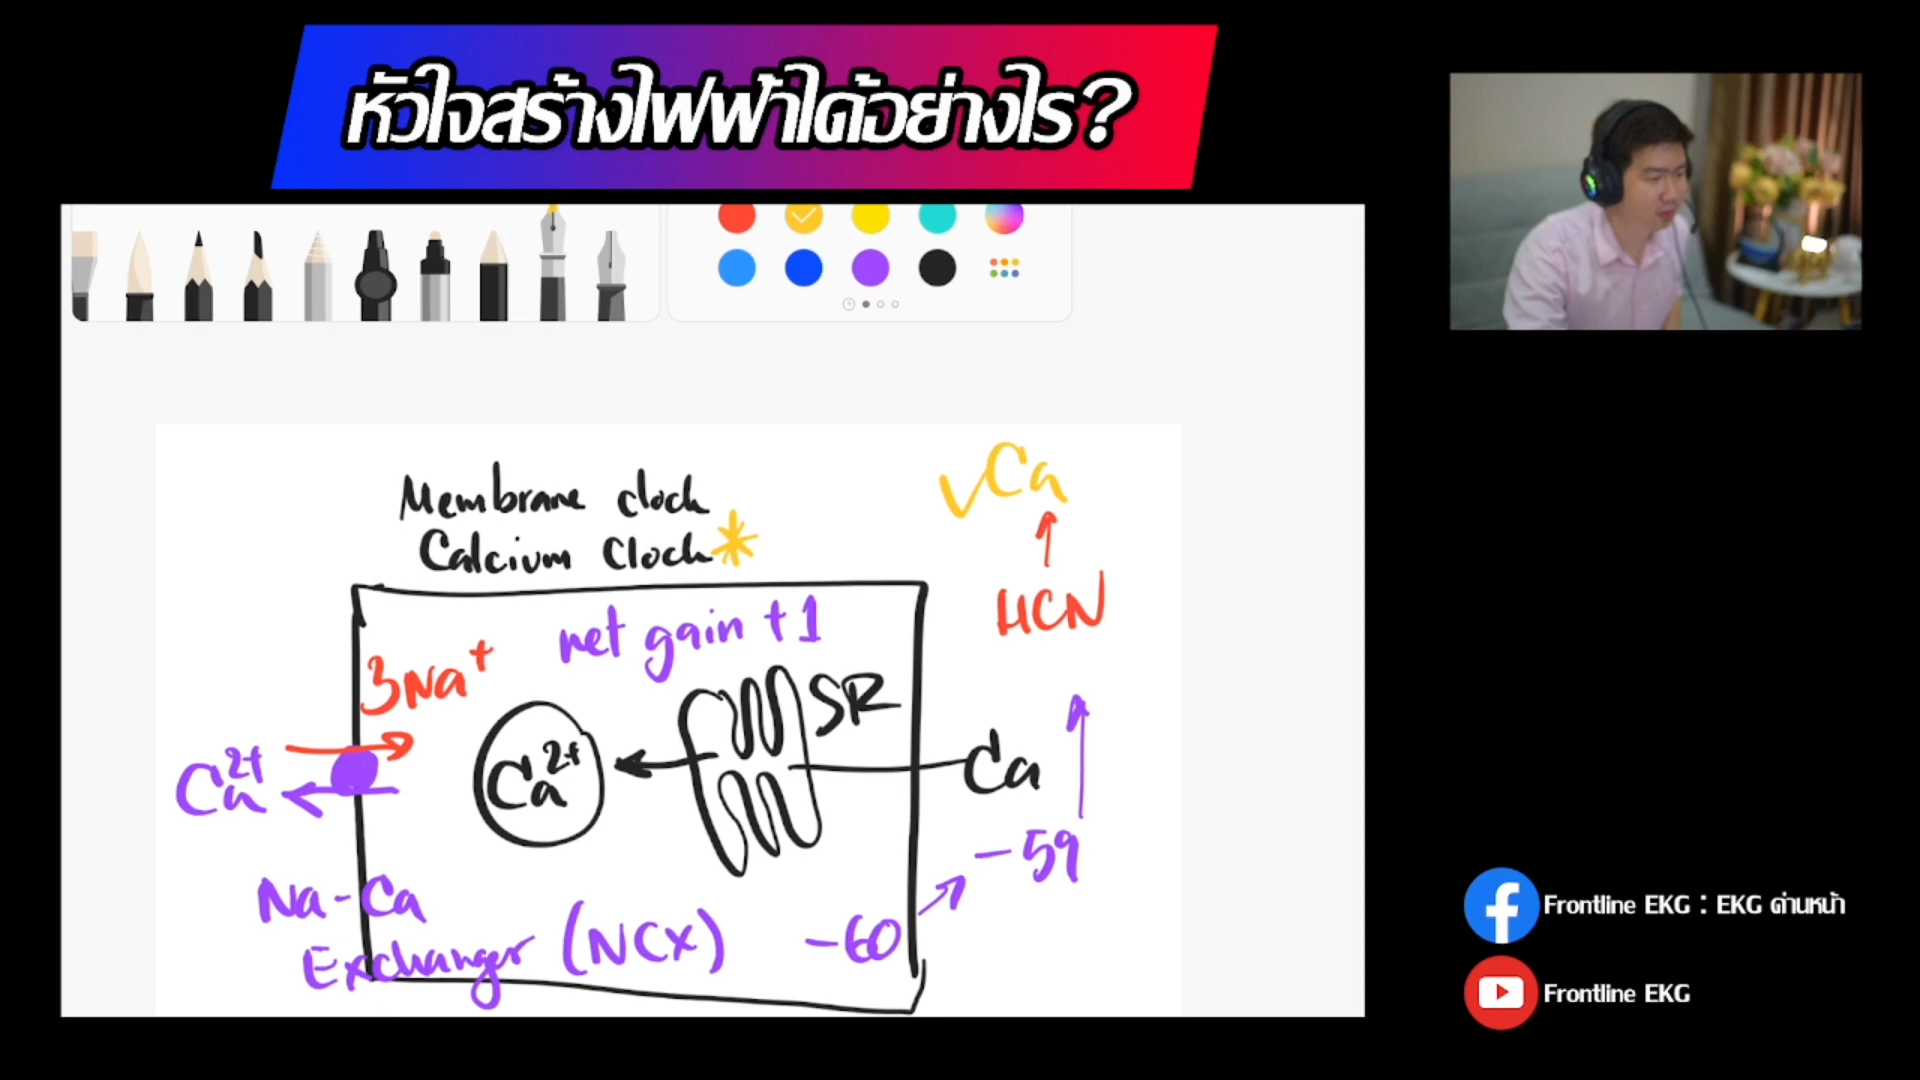 หัวใจสร้างไฟฟ้าได้อย่างไร?
Membrane clock
Calcium Clock*
✓Ca
↑
HCN
net gain +1
3Na⁺
SR
Ca²⁺
Ca²⁺
Ca
-59
-60
Na-Ca
Exchanger (NCX)
Frontline EKG : EKG ด่านหน้า
Frontline EKG